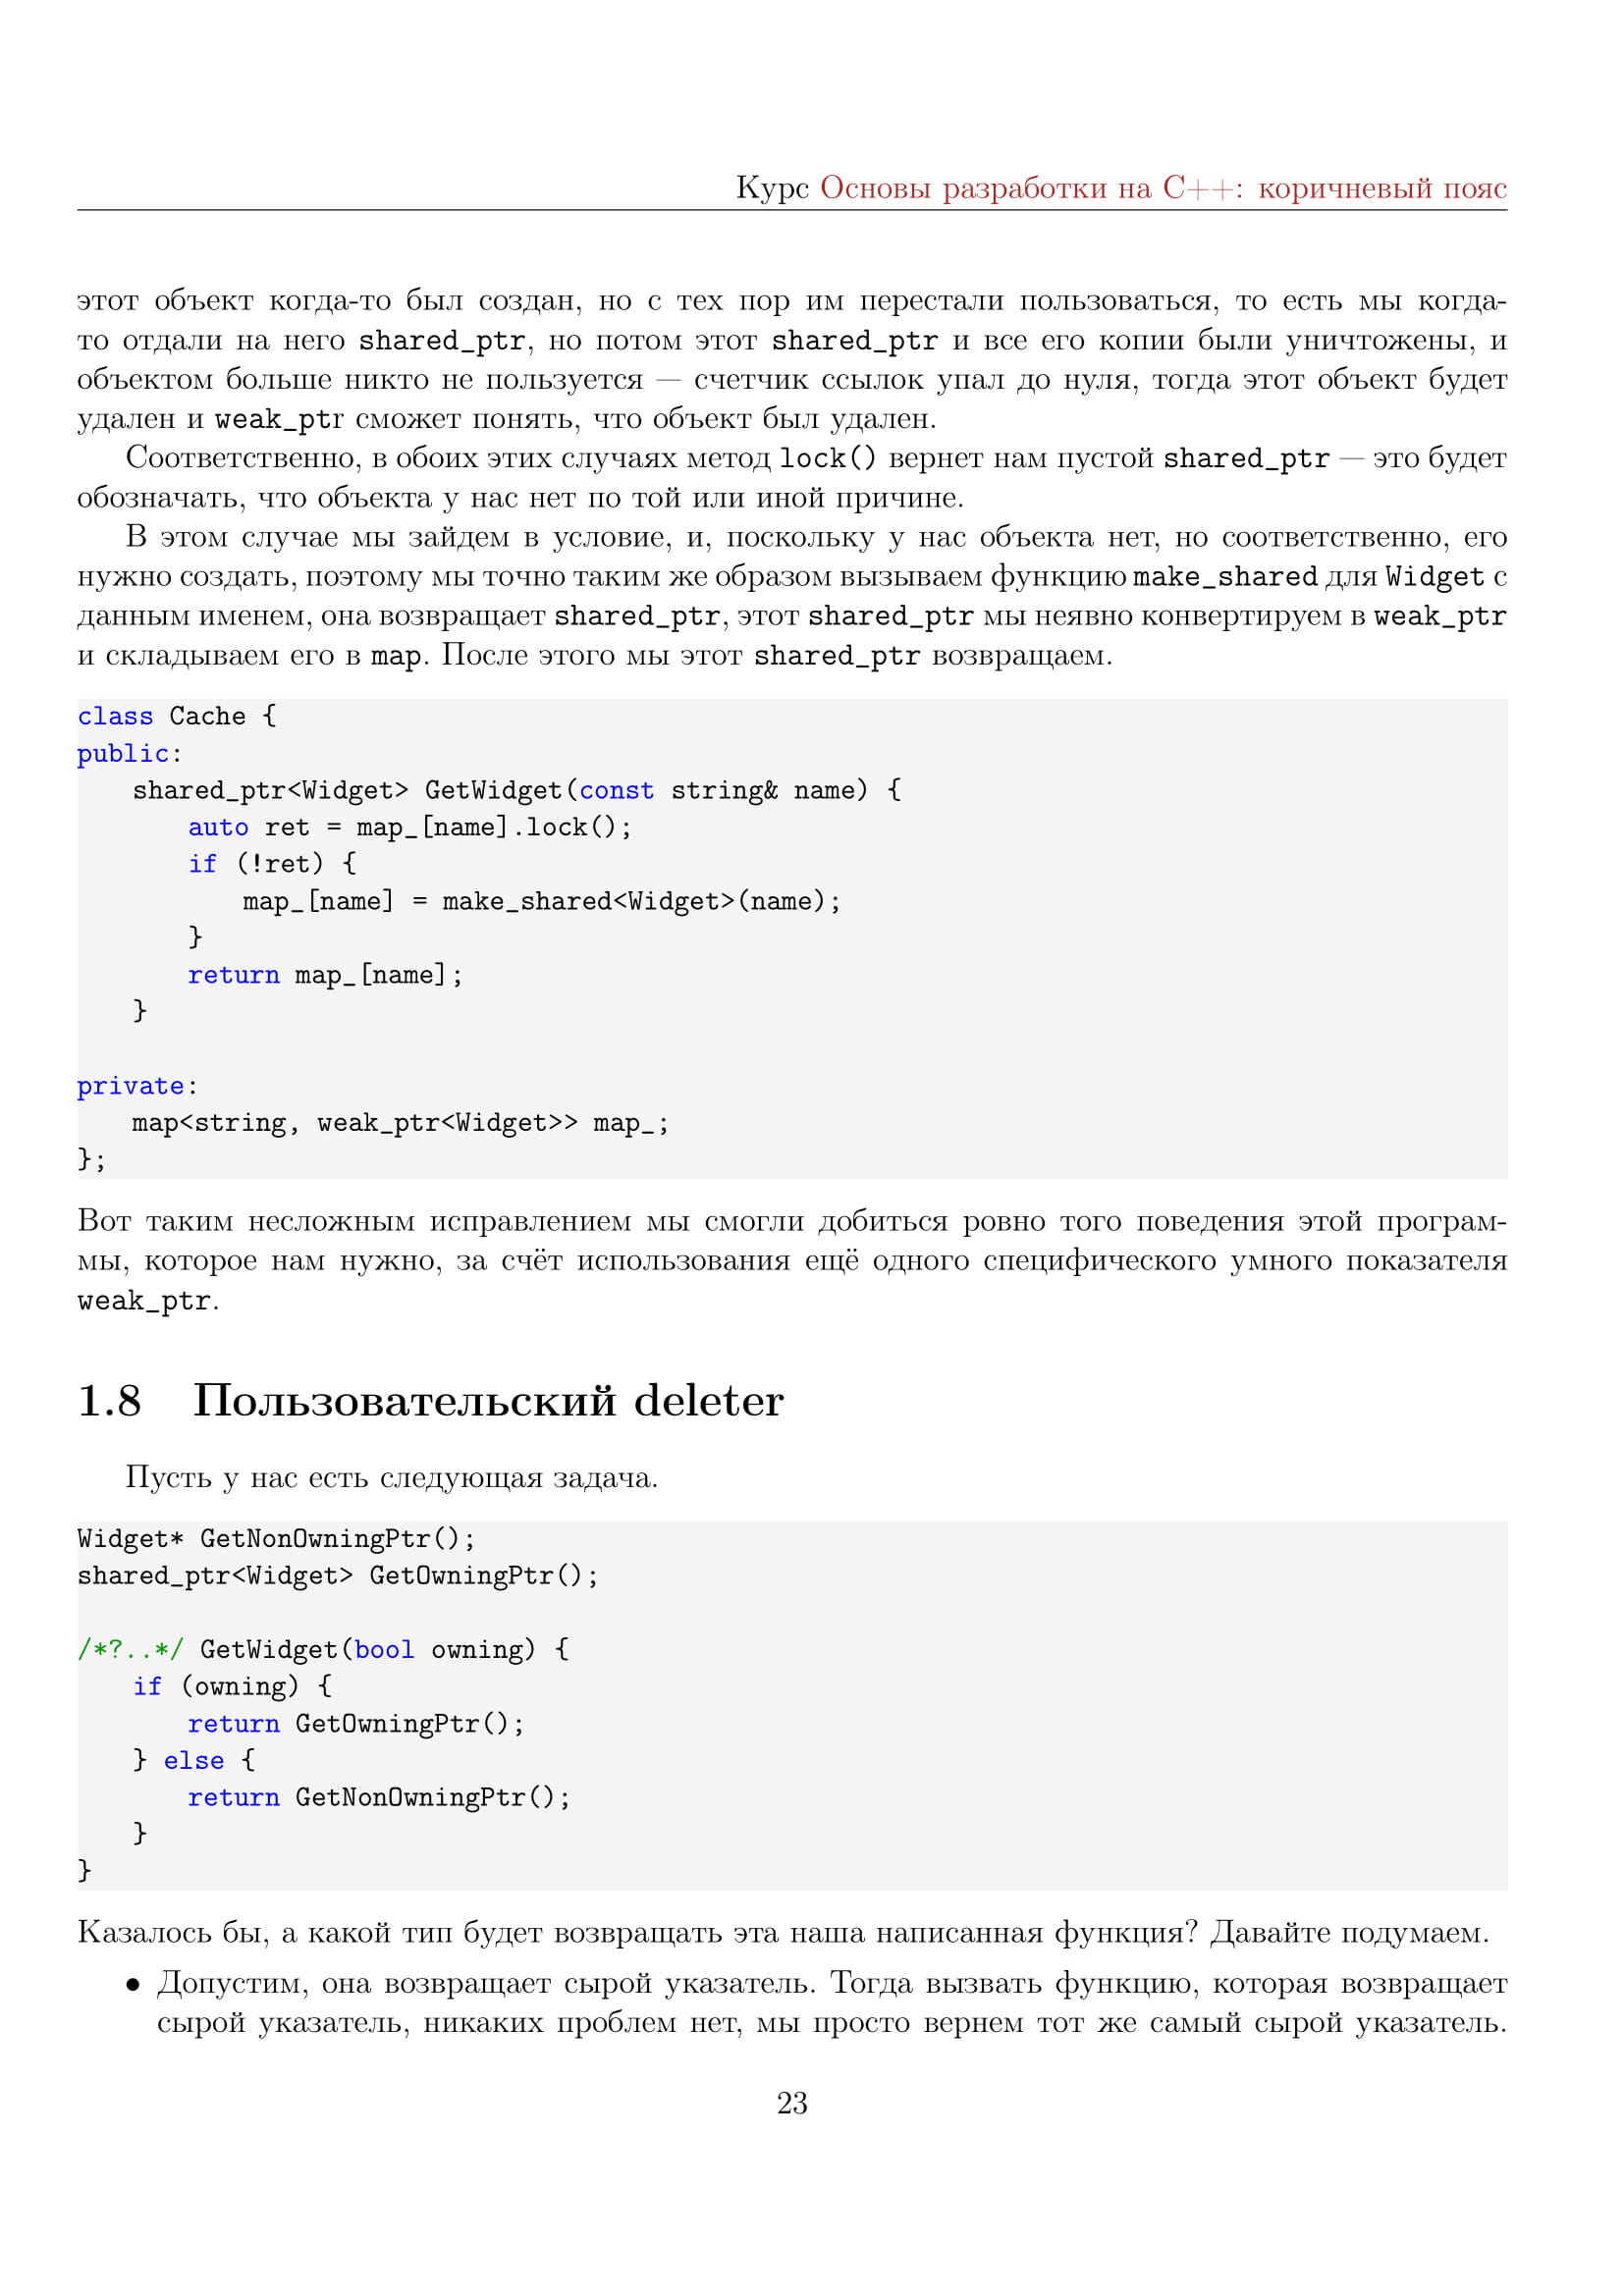 Курс Основы разработки на C++: коричневый пояс
этот объект когда-то был создан, но с тех пор им перестали пользоваться, то есть мы когда-
то отдали на него shared_ptr, но потом этот shared_ptr и все его копии были уничтожены, и
объектом больше никто не пользуется — счетчик ссылок упал до нуля, тогда этот объект будет
удален и weak_ptr сможет понять, что объект был удален.
Соответственно, в обоих этих случаях метод lock() вернет нам пустой shared_ptr — это будет
обозначать, что объекта у нас нет по той или иной причине.
В этом случае мы зайдем в условие, и, поскольку у нас объекта нет, но соответственно, его
нужно создать, поэтому мы точно таким же образом вызываем функцию make_shared для Widget с
данным именем, она возвращает shared_ptr, этот shared_ptr мы неявно конвертируем в weak_ptr
и складываем его в map. После этого мы этот shared_ptr возвращаем.
class Cache {
public:
    shared_ptr<Widget> GetWidget(const string& name) {
        auto ret = map_[name].lock();
        if (!ret) {
            map_[name] = make_shared<Widget>(name);
        }
        return map_[name];
    }
private:
    map<string, weak_ptr<Widget>> map_;
};
Вот таким несложным исправлением мы смогли добиться ровно того поведения этой програм-
мы, которое нам нужно, за счёт использования ещё одного специфического умного показателя
weak_ptr.
1.8 Пользовательский deleter
Пусть у нас есть следующая задача.
Widget* GetNonOwningPtr();
shared_ptr<Widget> GetOwningPtr();
/*?..*/ GetWidget(bool owning) {
    if (owning) {
        return GetOwningPtr();
    } else {
        return GetNonOwningPtr();
    }
}
Казалось бы, а какой тип будет возвращать эта наша написанная функция? Давайте подумаем.
• Допустим, она возвращает сырой указатель. Тогда вызвать функцию, которая возвращает
сырой указатель, никаких проблем нет, мы просто вернем тот же самый сырой указатель.
23